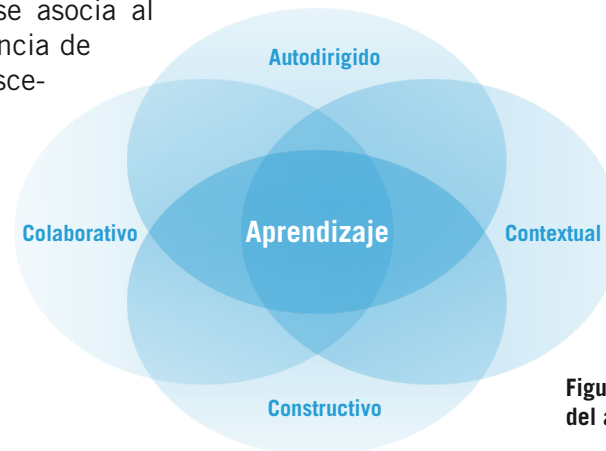 se asocia al
ncia de
sce-
Autodirigido
Colaborativo
Aprendizaje
Contextual
Constructivo
Figu
del a